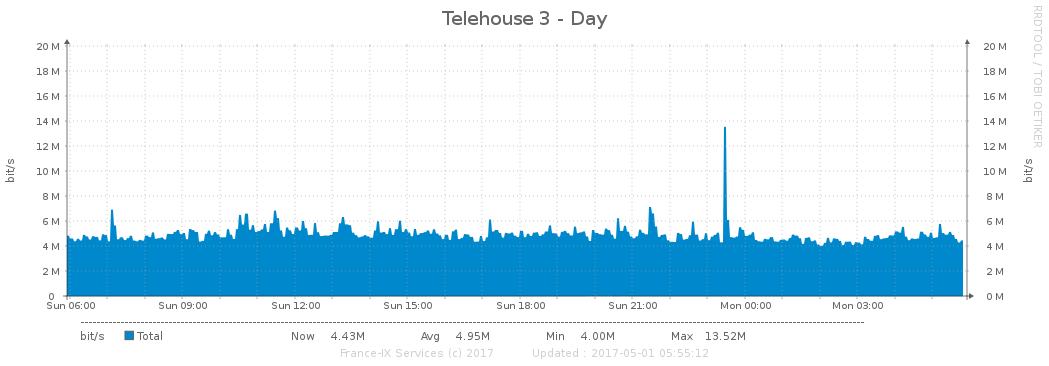 Telehouse 3 - Day
RRDTOOL / TOBI OETIKER
bit/s
bit/s
20 M 20 M
18 M 18 M
16 M 16 M
14 M 14 M
12 M 12 M
10 M 10 M
8 M 8 M
6 M 6 M
4 M 4 M
2 M 2 M
0 0 M
Sun 06:00 Sun 09:00 Sun 12:00 Sun 15:00 Sun 18:00 Sun 21:00 Mon 00:00 Mon 03:00
bit/s Total Now 4.43M Avg 4.95M Min 4.00M Max 13.52M
France-IX Services (c) 2017 Updated : 2017-05-01 05:55:12